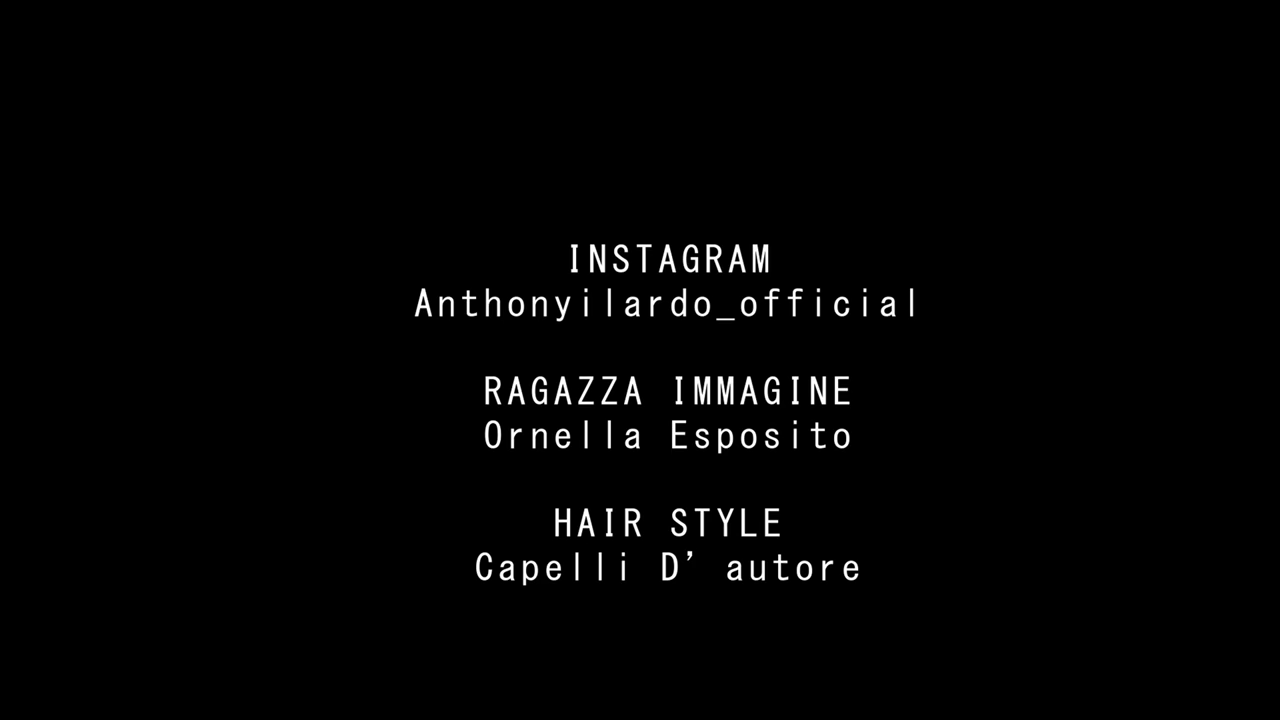 INSTAGRAM
Anthonyilardo_official
RAGAZZA IMMAGINE
Ornella Esposito
HAIR STYLE
Capelli D’autore